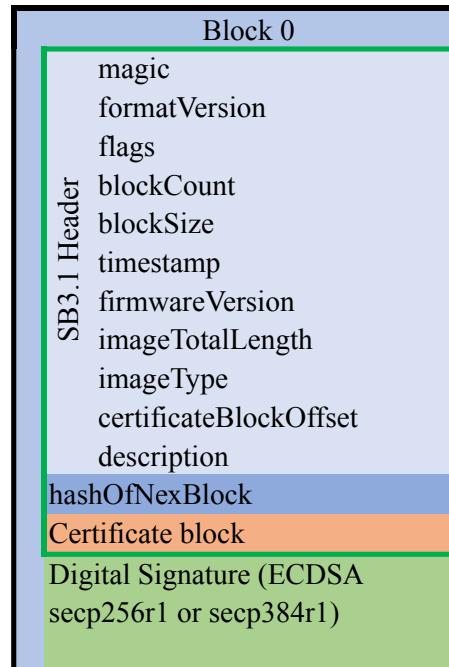 Block 0
SB3.1 Header
magic
formatVersion
flags
blockCount
blockSize
timestamp
firmwareVersion
imageTotalLength
imageType
certificateBlockOffset
description
hashOfNexBlock
Certificate block
Digital Signature (ECDSA
secp256r1 or secp384r1)